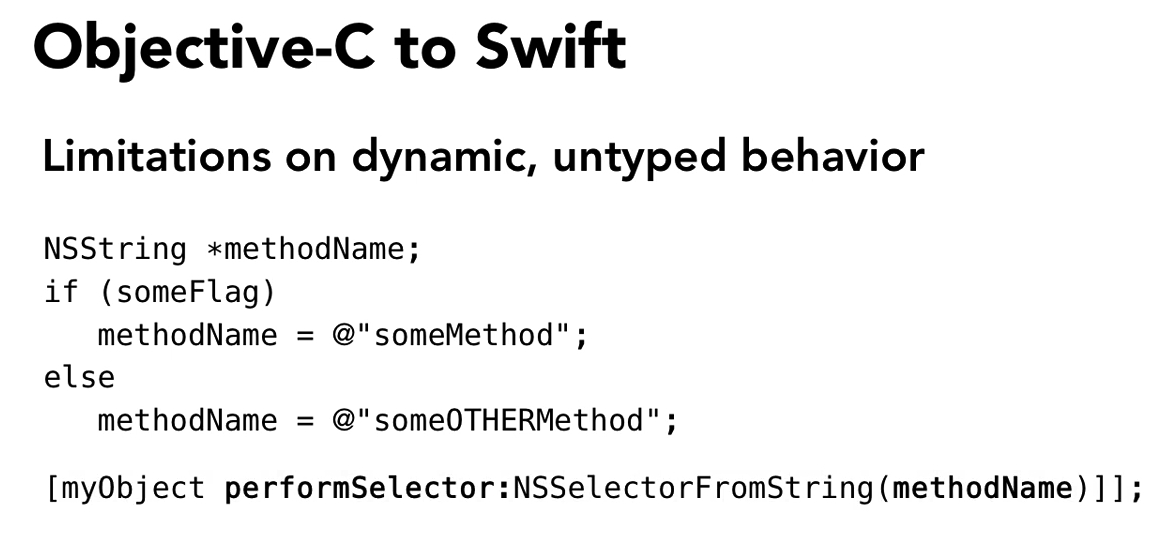 Objective-C to Swift
Limitations on dynamic, untyped behavior
NSString *methodName;
if (someFlag)
   methodName = @"someMethod";
else
   methodName = @"someOTHERMethod";
[myObject performSelector:NSSelectorFromString(methodName)]];